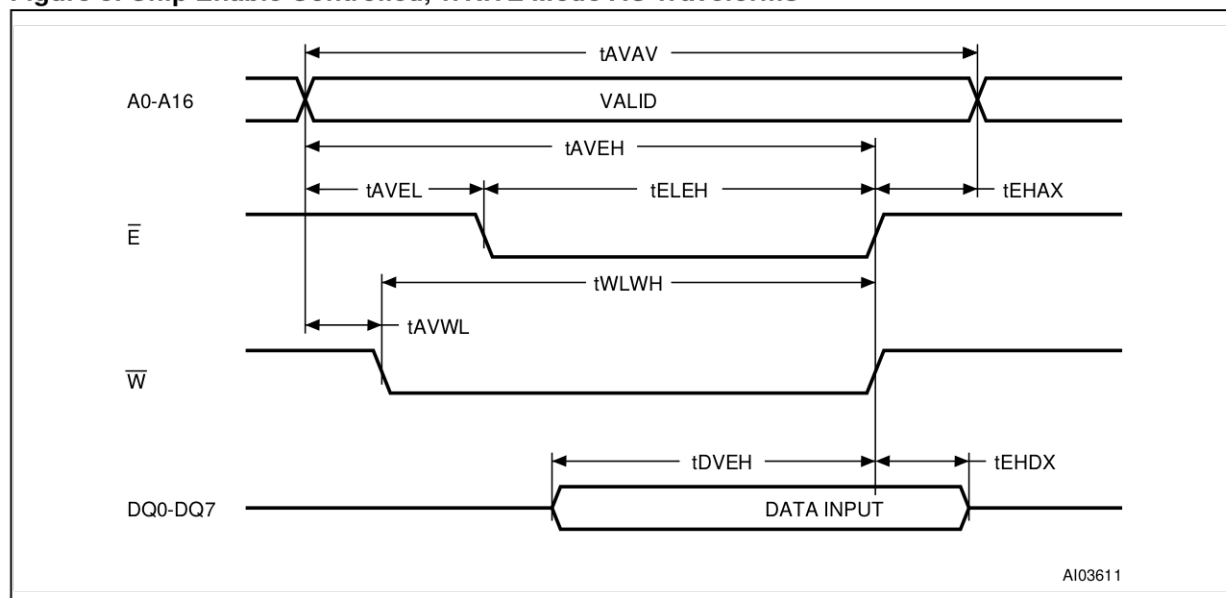 tAVAV
A0-A16
VALID
tAVEH
tAVEL
tELEH
tEHAX
E
tWLWH
tAVWL
W
tDVEH
tEHDX
DQ0-DQ7
DATA INPUT
AI03611